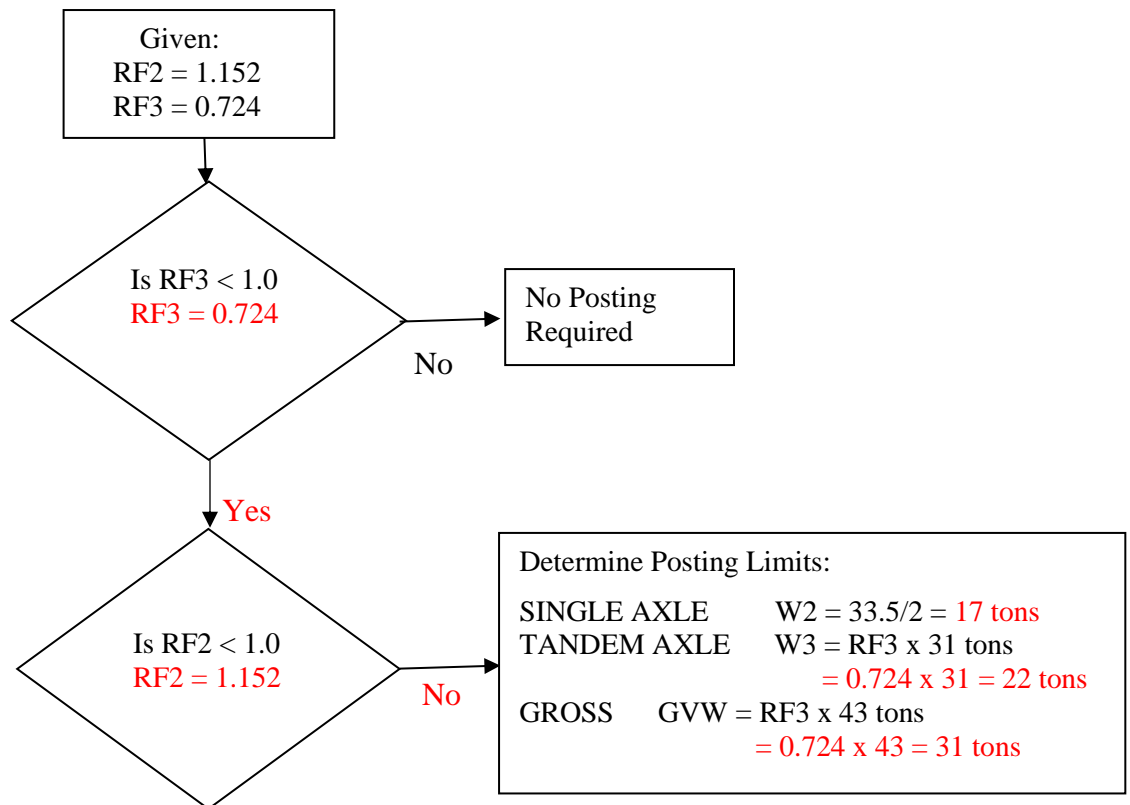 Given:
RF2 = 1.152
RF3 = 0.724
Is RF3 < 1.0
RF3 = 0.724
No
No Posting
Required
Yes
Is RF2 < 1.0
RF2 = 1.152
No
Determine Posting Limits:
SINGLE AXLE W2 = 33.5/2 = 17 tons
TANDEM AXLE W3 = RF3 x 31 tons
= 0.724 x 31 = 22 tons
GROSS GVW = RF3 x 43 tons
= 0.724 x 43 = 31 tons